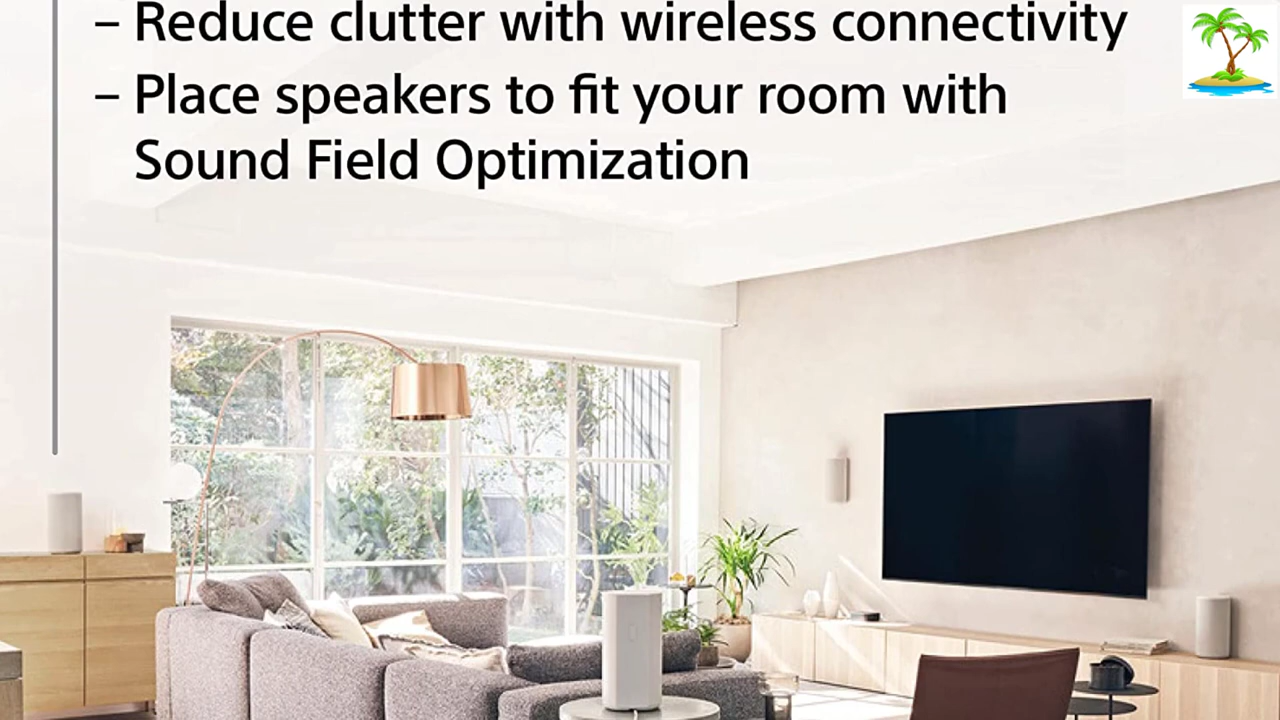 – Reduce clutter with wireless connectivity
– Place speakers to fit your room with
Sound Field Optimization